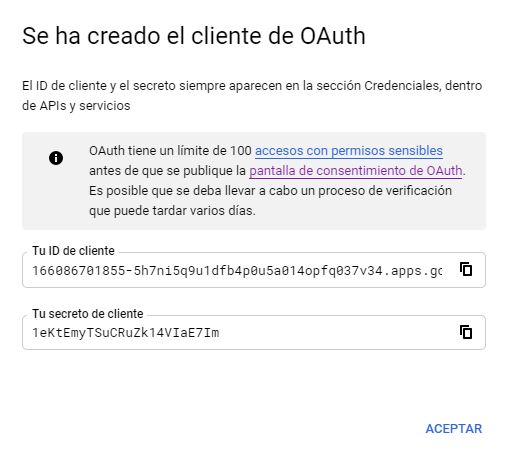 Se ha creado el cliente de OAuth
El ID de cliente y el secreto siempre aparecen en la sección Credenciales, dentro
de APIs y servicios
OAuth tiene un límite de 100 accesos con permisos sensibles
antes de que se publique la pantalla de consentimiento de OAuth.
Es posible que se deba llevar a cabo un proceso de verificación
que puede tardar varios días.
Tu ID de cliente
166086701855-5h7ni5q9u1dfb4p0u5a014opfq037v34.apps.gc
Tu secreto de cliente
1eKtEmyTSuCRuZk14VIaE7Im
ACEPTAR